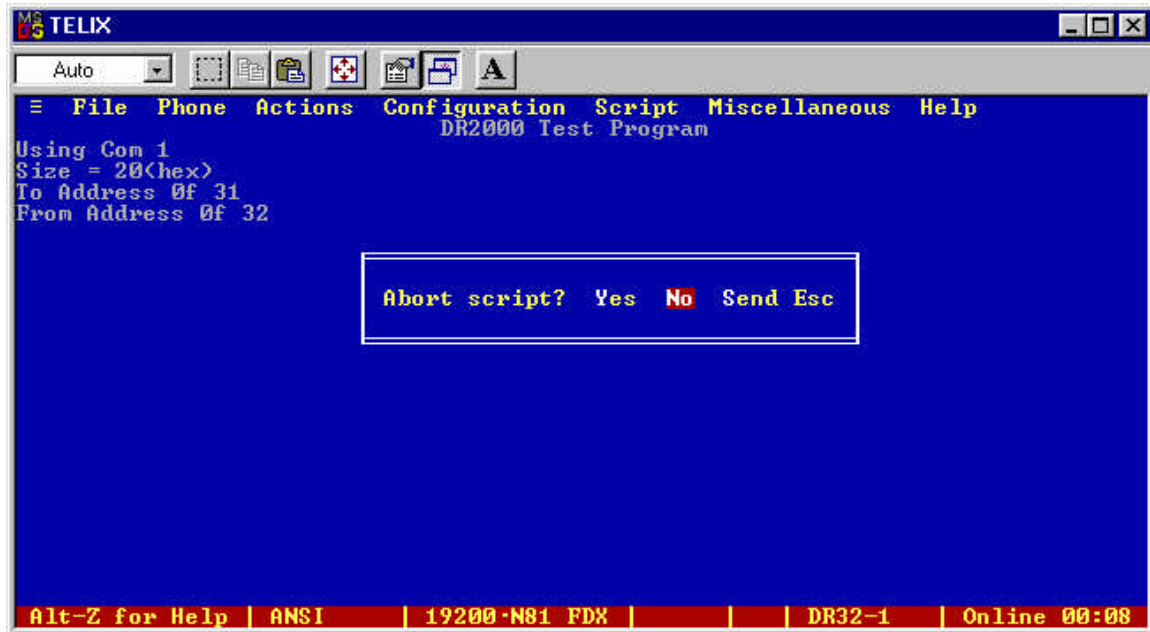 TELIX
Auto A
≡ File Phone Actions Configuration Script Miscellaneous Help
DR2000 Test Program
Using Com 1
Size = 20(hex)
To Address 0f 31
From Address 0f 32
Abort script? Yes No Send Esc
Alt-Z for Help | ANSI | 19200·N81 FDX | | | DR32-1 | Online 00:08